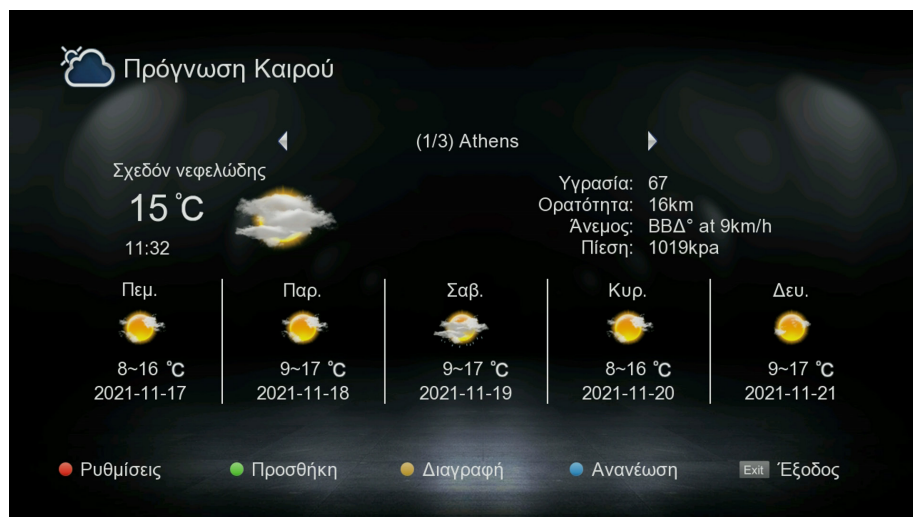 Πρόγνωση Καιρού
(1/3) Athens
Σχεδόν νεφελώδης
15 °C
11:32
Υγρασία: 67
Ορατότητα: 16km
Άνεμος: ΒΒΔ° at 9km/h
Πίεση: 1019kpa
Πεμ. Παρ. Σαβ. Κυρ. Δευ.
8~16 °C 9~17 °C 9~17 °C 8~16 °C 9~17 °C
2021-11-17 2021-11-18 2021-11-19 2021-11-20 2021-11-21
Ρυθμίσεις Προσθήκη Διαγραφή Ανανέωση Exit Έξοδος